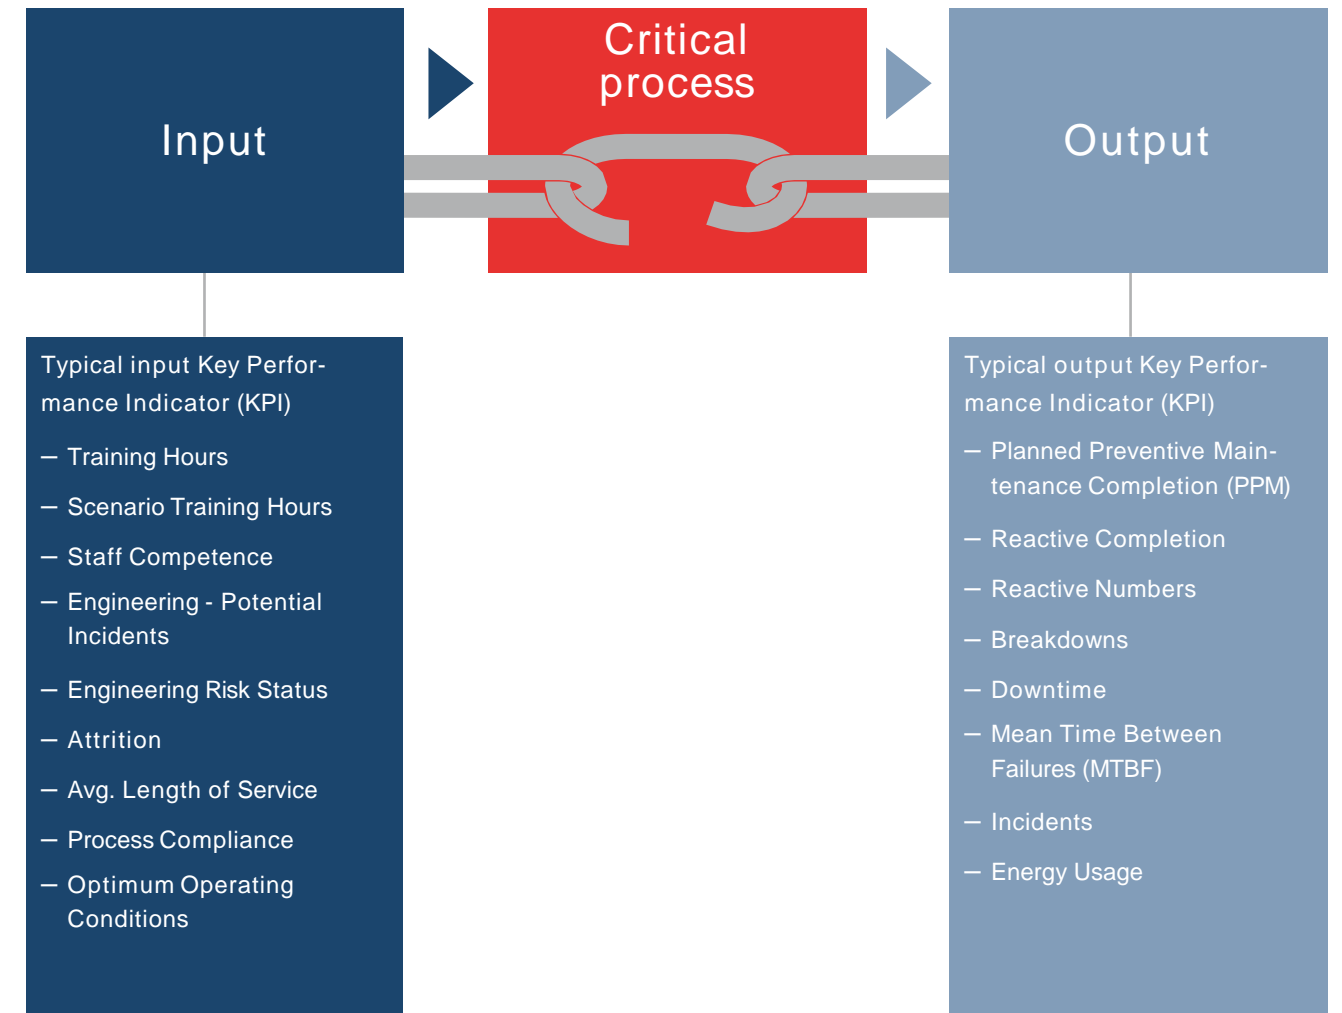 Input
Critical
process
Output
Typical input Key Perfor-
mance Indicator (KPI)
– Training Hours
– Scenario Training Hours
– Staff Competence
– Engineering - Potential
Incidents
– Engineering Risk Status
– Attrition
– Avg. Length of Service
– Process Compliance
– Optimum Operating
Conditions
Typical output Key Perfor-
mance Indicator (KPI)
– Planned Preventive Main-
tenance Completion (PPM)
– Reactive Completion
– Reactive Numbers
– Breakdowns
– Downtime
– Mean Time Between
Failures (MTBF)
– Incidents
– Energy Usage